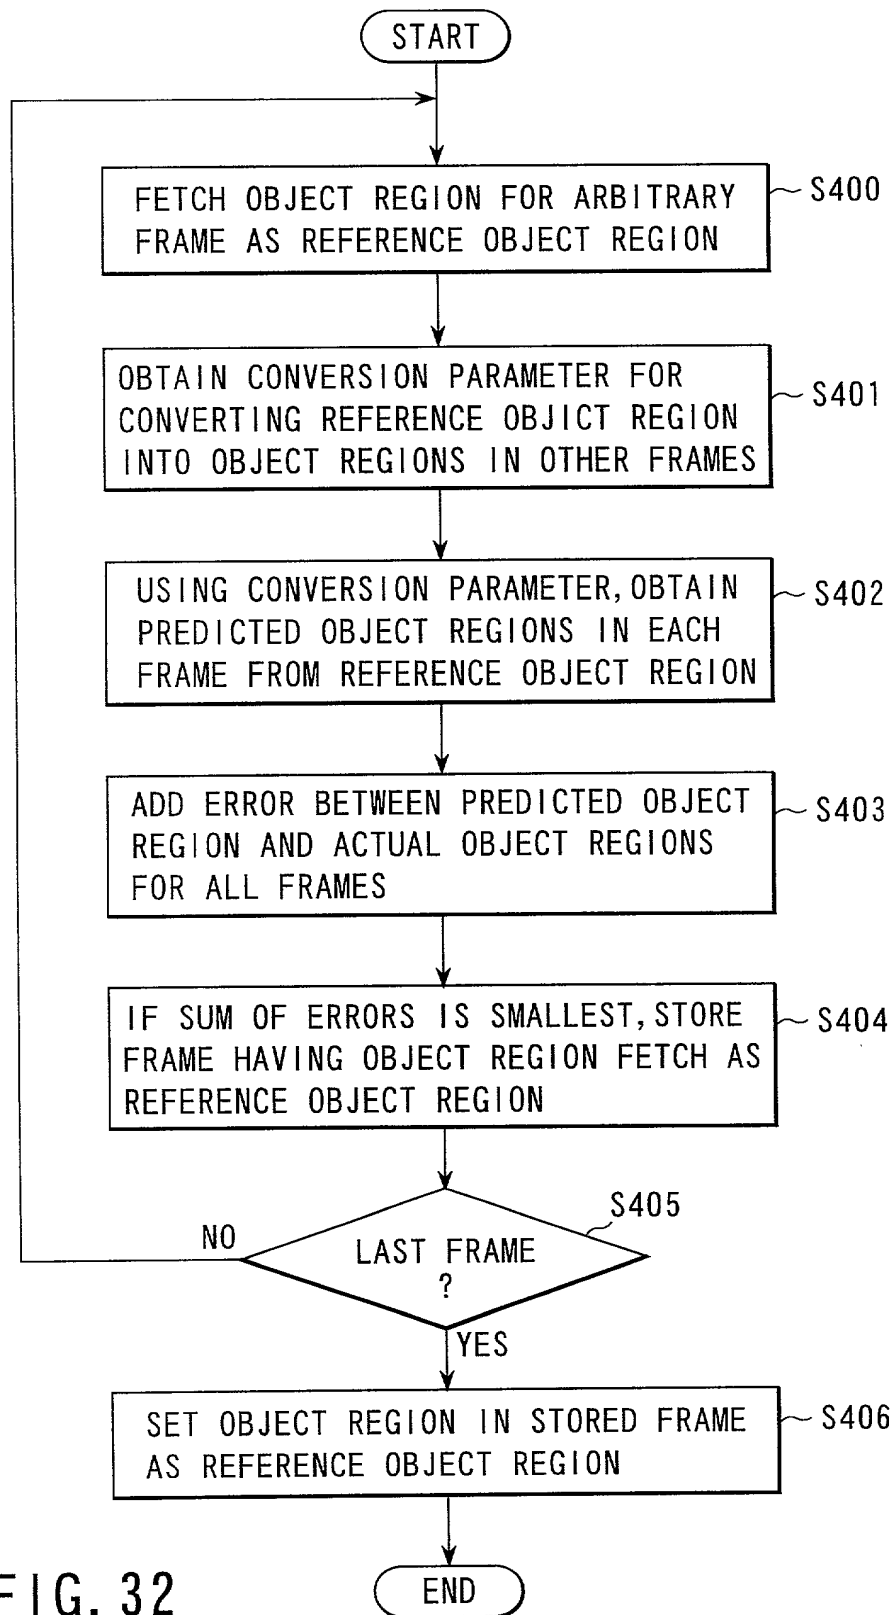 START
FETCH OBJECT REGION FOR ARBITRARY
FRAME AS REFERENCE OBJECT REGION
S400
OBTAIN CONVERSION PARAMETER FOR
CONVERTING REFERENCE OBJICT REGION
INTO OBJECT REGIONS IN OTHER FRAMES
S401
USING CONVERSION PARAMETER, OBTAIN
PREDICTED OBJECT REGIONS IN EACH
FRAME FROM REFERENCE OBJECT REGION
S402
ADD ERROR BETWEEN PREDICTED OBJECT
REGION AND ACTUAL OBJECT REGIONS
FOR ALL FRAMES
S403
IF SUM OF ERRORS IS SMALLEST, STORE
FRAME HAVING OBJECT REGION FETCH AS
REFERENCE OBJECT REGION
S404
S405
NO
LAST FRAME
?
YES
SET OBJECT REGION IN STORED FRAME
AS REFERENCE OBJECT REGION
S406
END
FIG. 32